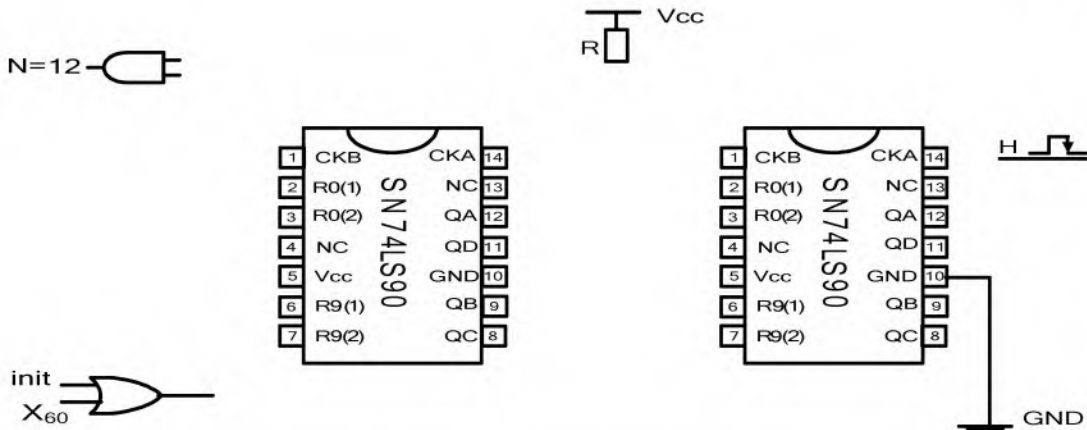 Vcc
R
N=12
1 CKB CKA 14
2 R0(1) NC 13
3 R0(2) QA 12
4 NC QD 11
5 Vcc GND 10
6 R9(1) QB 9
7 R9(2) QC 8
SN74LS90
1 CKB CKA 14
2 R0(1) NC 13
3 R0(2) QA 12
4 NC QD 11
5 Vcc GND 10
6 R9(1) QB 9
7 R9(2) QC 8
SN74LS90
H
init
X60
GND